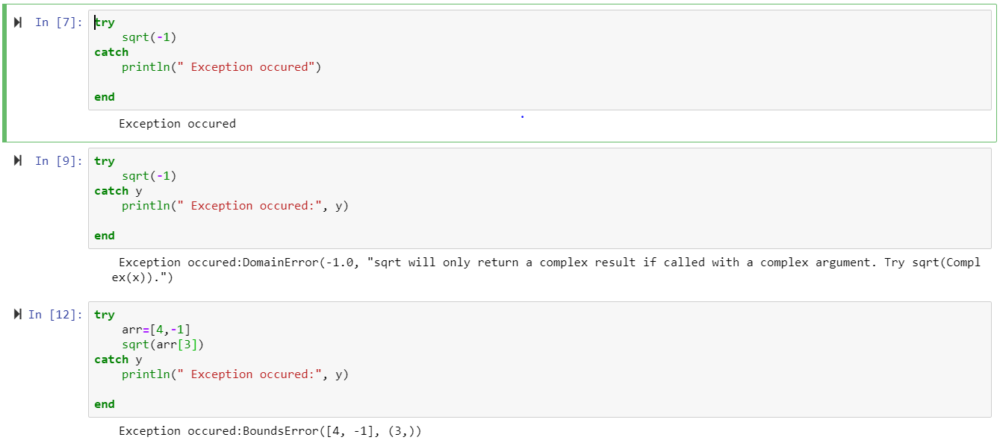 In [7]: try
sqrt(-1)
catch
println(" Exception occured")
end
Exception occured
In [9]: try
sqrt(-1)
catch y
println(" Exception occured:", y)
end
Exception occured:DomainError(-1.0, "sqrt will only return a complex result if called with a complex argument. Try sqrt(Compl
ex(x)).")
In [12]: try
arr=[4,-1]
sqrt(arr[3])
catch y
println(" Exception occured:", y)
end
Exception occured:BoundsError([4, -1], (3,))